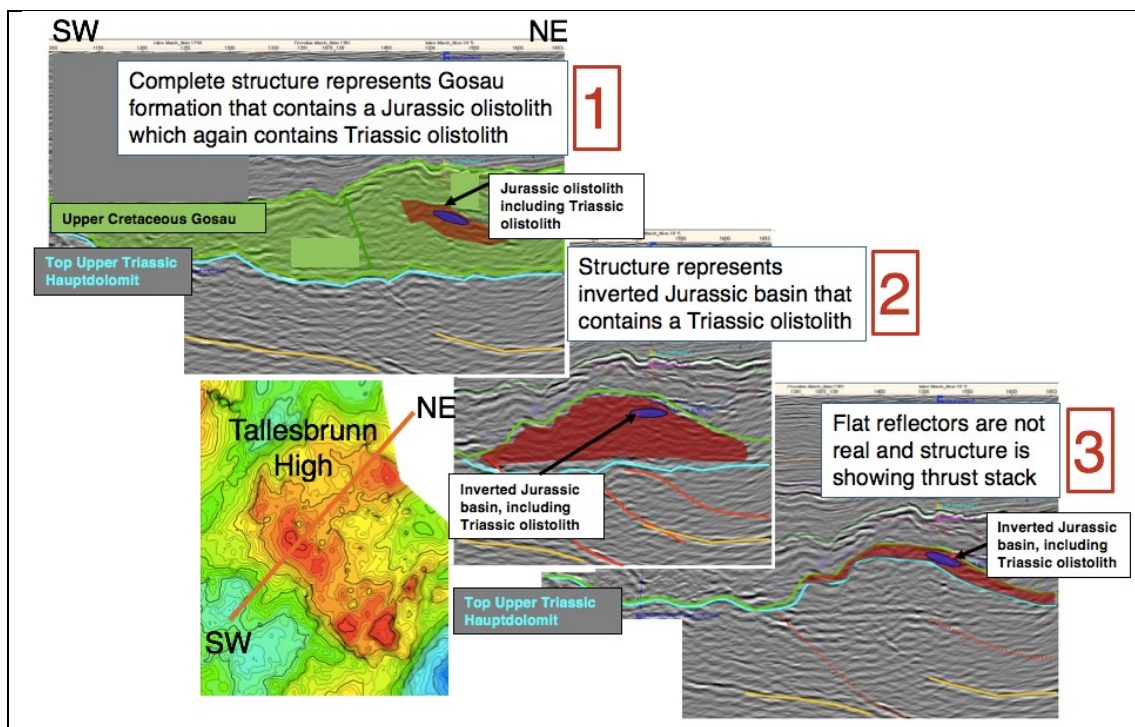 SW
NE
Complete structure represents Gosau
formation that contains a Jurassic olistolith
which again contains Triassic olistolith
1
Jurassic olistolith
including Triassic
olistolith
Upper Cretaceous Gosau
Top Upper Triassic
Hauptdolomit
Structure represents
inverted Jurassic basin that
contains a Triassic olistolith
2
Inverted Jurassic
basin, including
Triassic olistolith
Tallesbrunn
High
NE
SW
Flat reflectors are not
real and structure is
showing thrust stack
3
Inverted Jurassic
basin, including
Triassic olistolith
Top Upper Triassic
Hauptdolomit